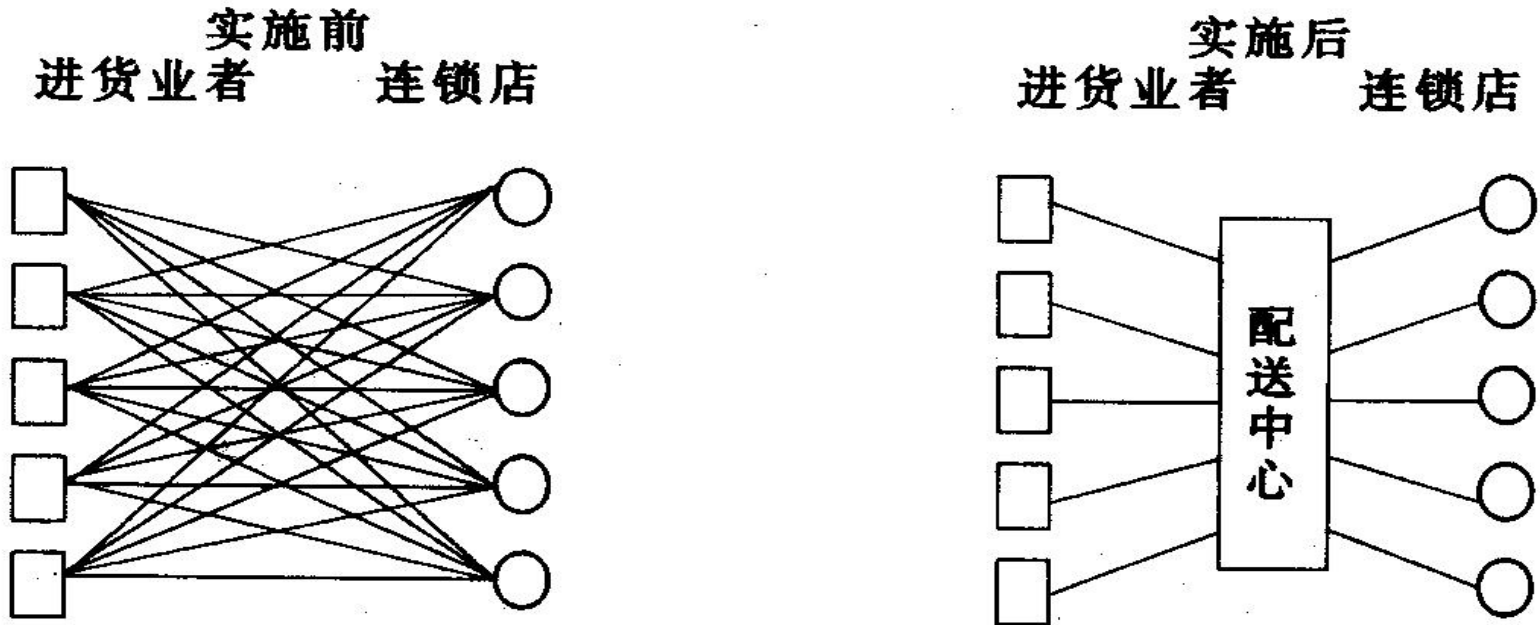 实施前
进货业者 连锁店
实施后
进货业者 连锁店
配送中心